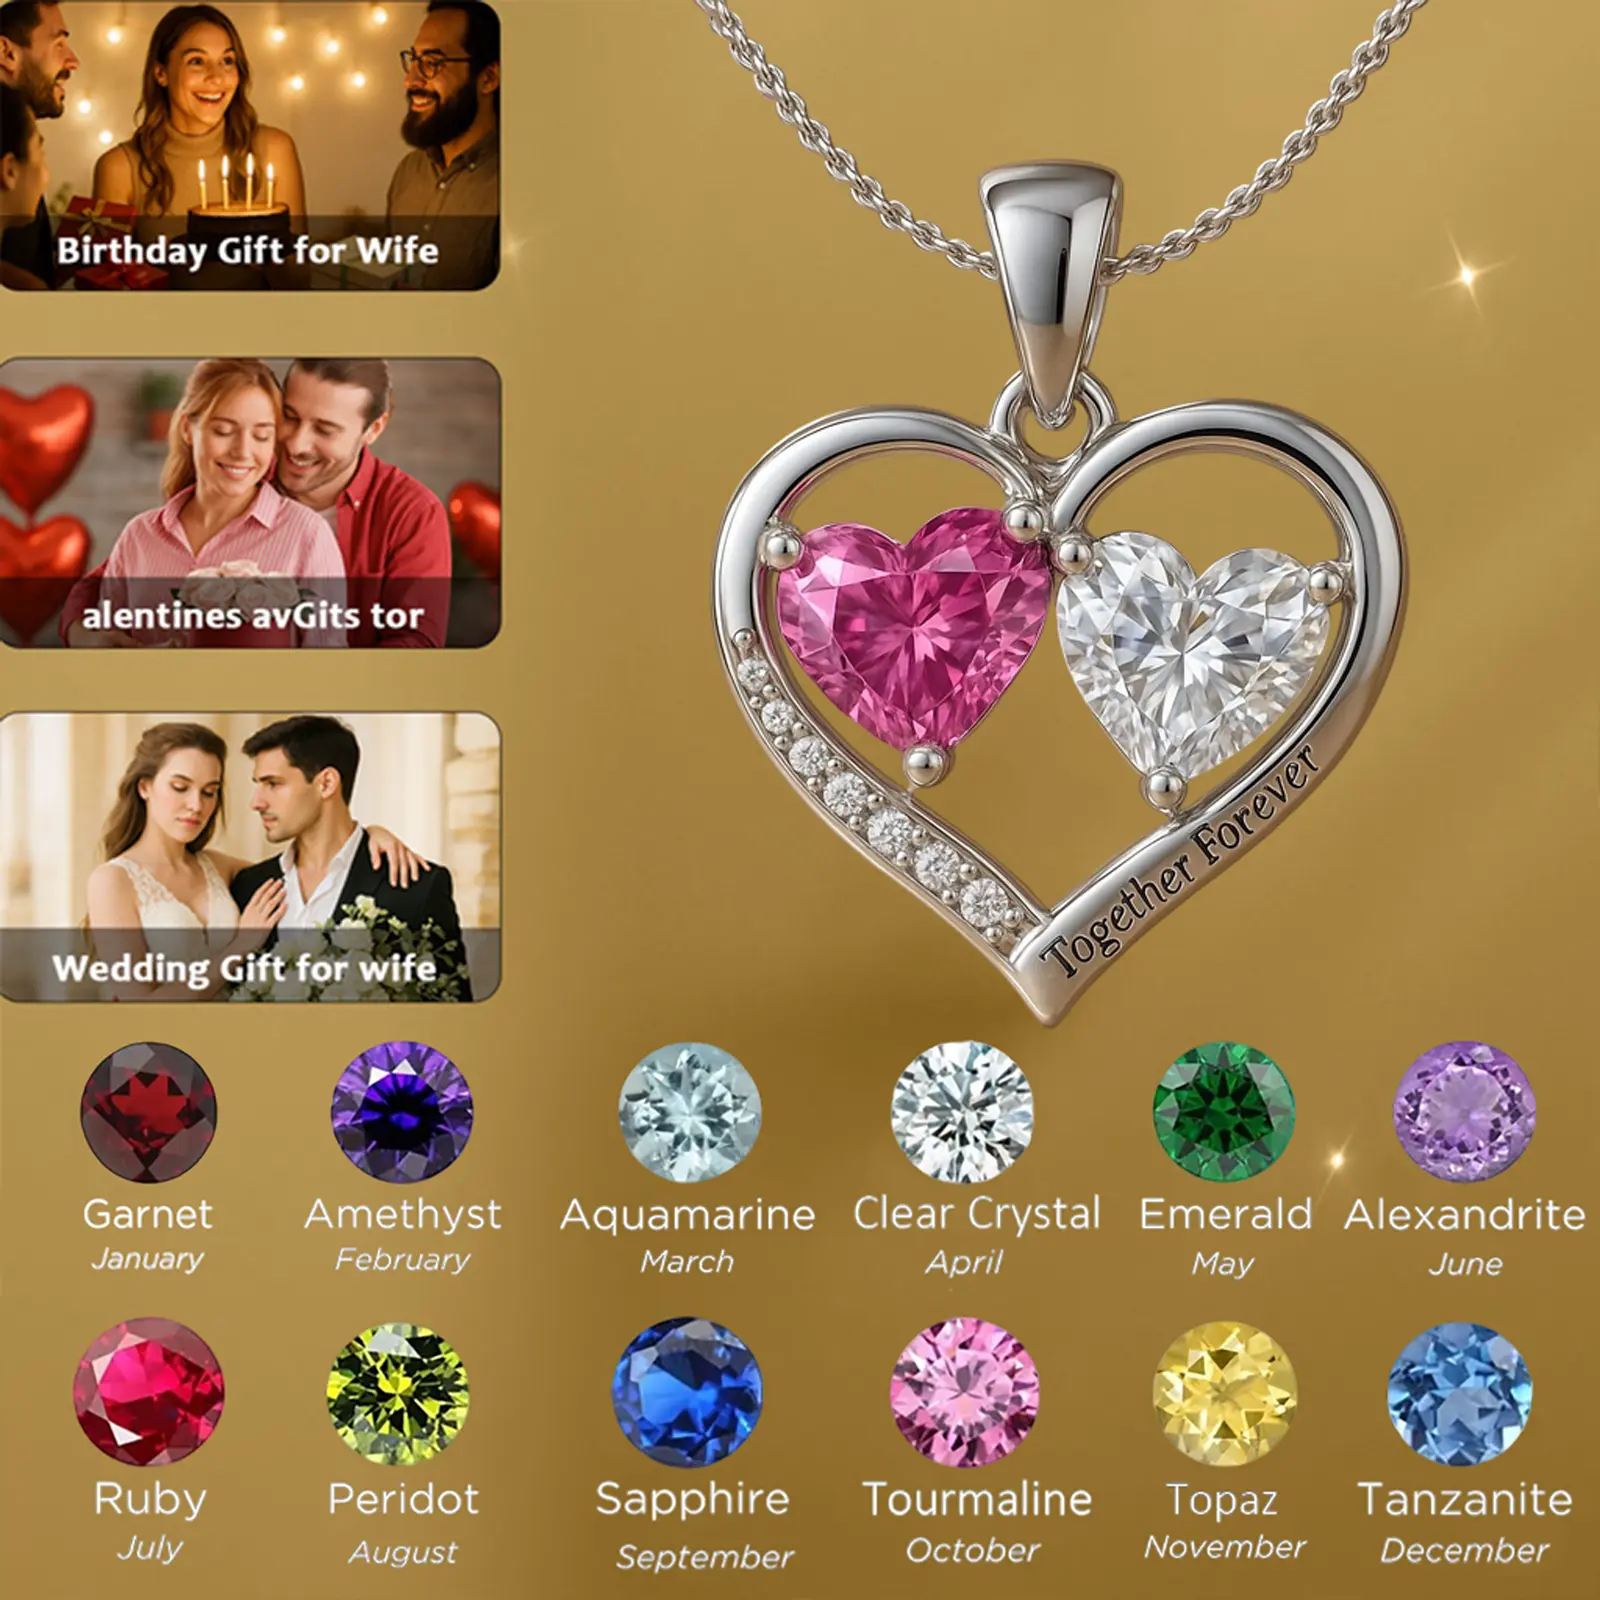 Birthday Gift for Wife
alentines avGits tor
Wedding Gift for wife
Together Forever
Garnet
January
Amethyst
February
Aquamarine
March
Clear Crystal
April
Emerald
May
Alexandrite
June
Ruby
July
Peridot
August
Sapphire
September
Tourmaline
October
Topaz
November
Tanzanite
December